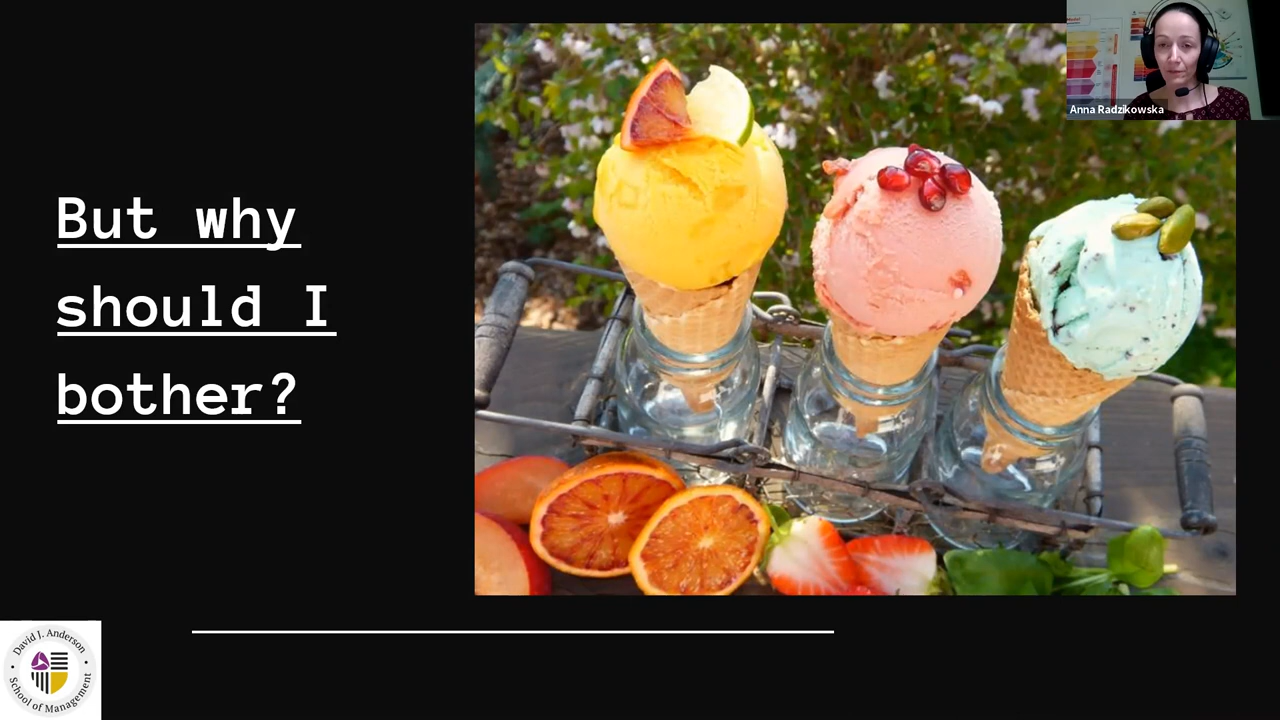 But why
should I
bother?
Anna Radzikowska
David J. Anderson
School of Management